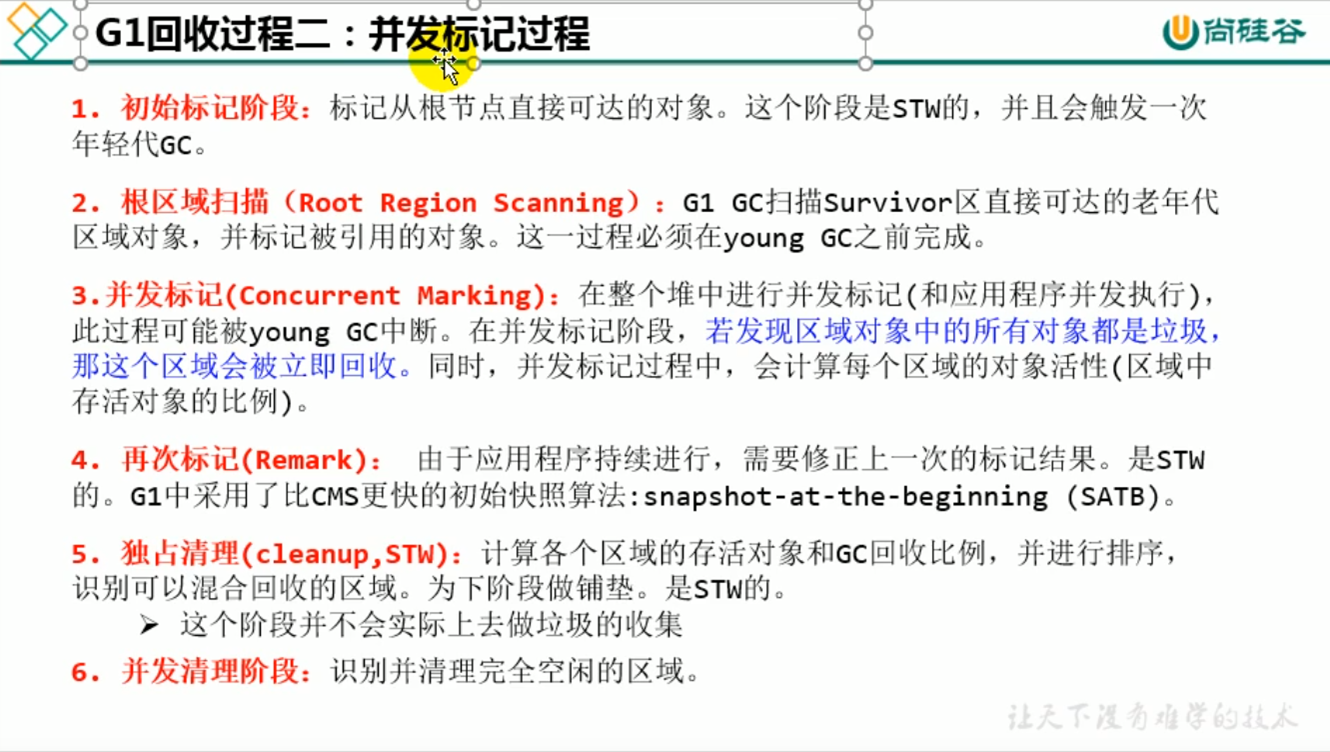 G1回收过程二：并发标记过程
尚硅谷
1. 初始标记阶段：标记从根节点直接可达的对象。这个阶段是STW的，并且会触发一次
年轻代GC。
2. 根区域扫描（Root Region Scanning）：G1 GC扫描Survivor区直接可达的老年代
区域对象，并标记被引用的对象。这一过程必须在young GC之前完成。
3.并发标记(Concurrent Marking)：在整个堆中进行并发标记(和应用程序并发执行)，
此过程可能被young GC中断。在并发标记阶段，若发现区域对象中的所有对象都是垃圾，
那这个区域会被立即回收。同时，并发标记过程中，会计算每个区域的对象活性(区域中
存活对象的比例)。
4. 再次标记(Remark)： 由于应用程序持续进行，需要修正上一次的标记结果。是STW
的。G1中采用了比CMS更快的初始快照算法:snapshot-at-the-beginning (SATB)。
5. 独占清理(cleanup,STW)：计算各个区域的存活对象和GC回收比例，并进行排序，
识别可以混合回收的区域。为下阶段做铺垫。是STW的。
➢ 这个阶段并不会实际上去做垃圾的收集
6. 并发清理阶段：识别并清理完全空闲的区域。
让天下没有难学的技术